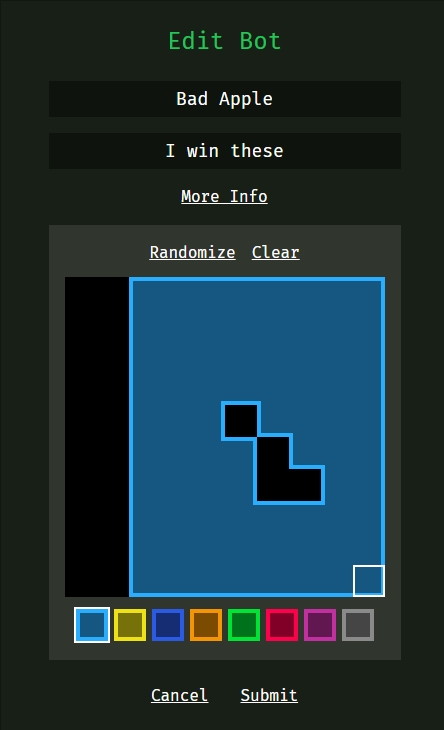 Edit Bot
Bad Apple
I win these
More Info
Randomize Clear
Cancel Submit